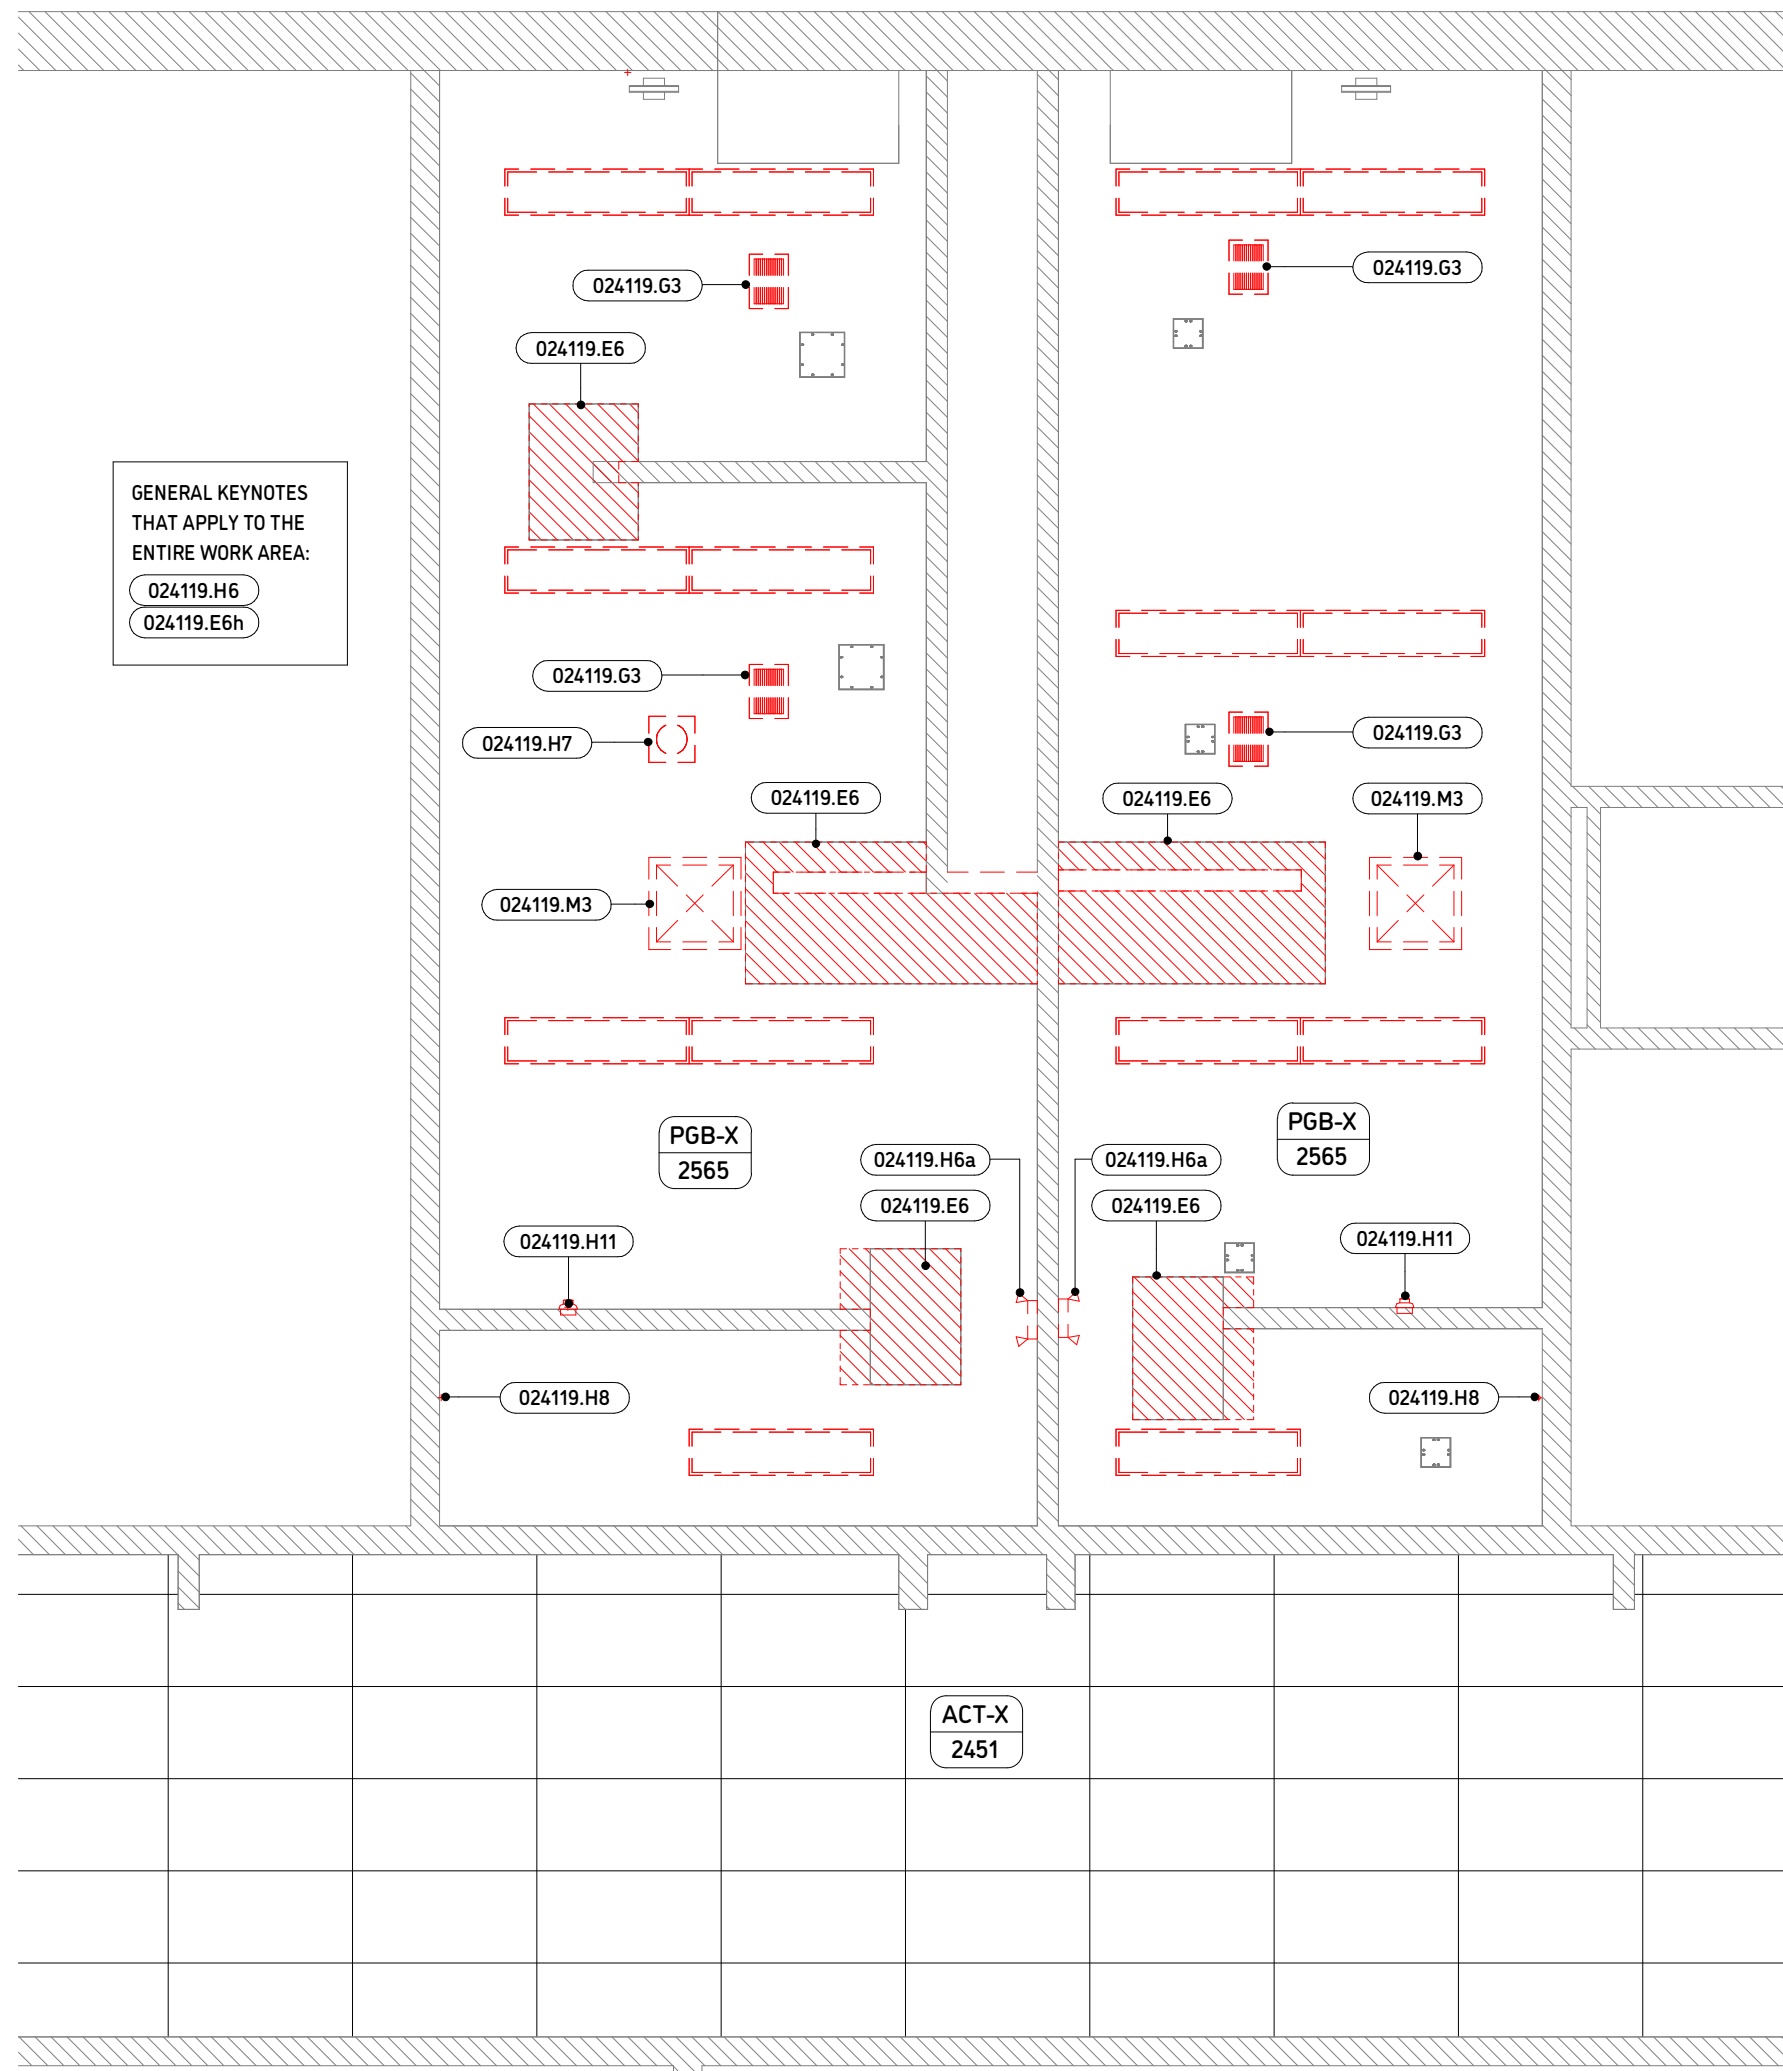 024119.G3
024119.G3
024119.E6
GENERAL KEYNOTES
THAT APPLY TO THE
ENTIRE WORK AREA:
024119.H6
024119.E6h
024119.G3
024119.H7
024119.G3
024119.E6
024119.E6
024119.M3
024119.M3
PGB-X
2565
PGB-X
2565
024119.H6a
024119.H6a
024119.E6
024119.E6
024119.H11
024119.H11
024119.H8
024119.H8
ACT-X
2451